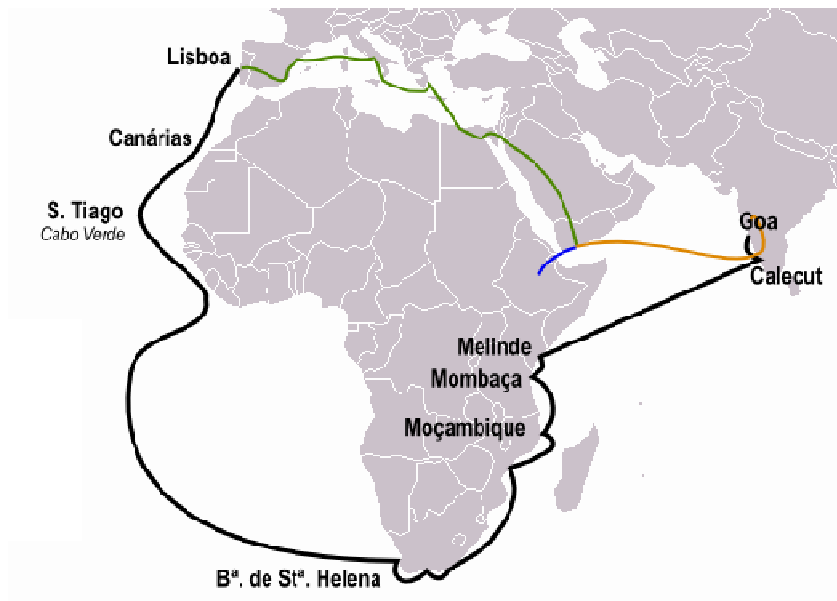 Lisboa
Canárias
S. Tiago
Cabo Verde
Goa
Calecut
Melinde
Mombaça
Moçambique
Bª. de Stª. Helena